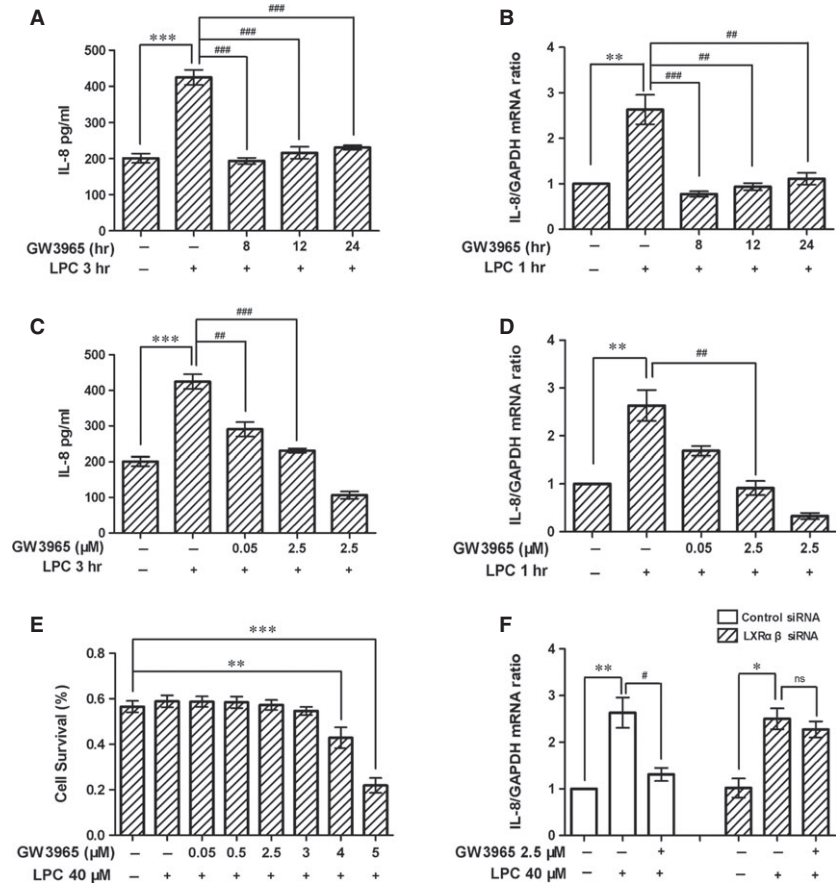 A
***
###
###
###
IL-8 pg/ml
500
400
300
200
100
0
GW3965 (hr) — — 8 12 24
LPC 3 hr — + + + +
B
**
##
##
###
IL-8/GAPDH mRNA ratio
4
3
2
1
0
GW3965 (hr) — — 8 12 24
LPC 1 hr — + + + +
C
***
###
##
IL-8 pg/ml
500
400
300
200
100
0
GW3965 (µM) — — 0.05 2.5 2.5
LPC 3 hr — + + + +
D
**
##
IL-8/GAPDH mRNA ratio
4
3
2
1
0
GW3965 (µM) — — 0.05 2.5 2.5
LPC 1 hr — + + + +
E
***
**
Cell Survival (%)
0.8
0.6
0.4
0.2
0.0
GW3965 (µM) — — 0.05 0.5 2.5 3 4 5
LPC 40 µM — + + + + + + +
F
Control siRNA
LXRα β siRNA
**
#
*
ns
IL-8/GAPDH mRNA ratio
4
3
2
1
0
GW3965 2.5 µM — — + — — +
LPC 40 µM — + + — + +